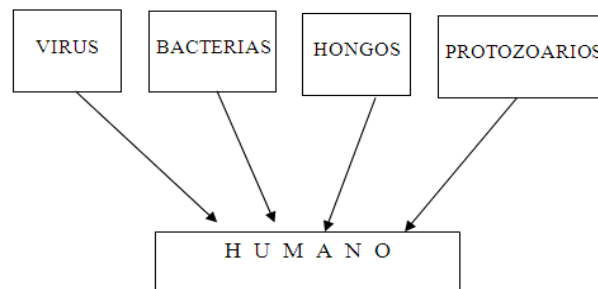 VIRUS
BACTERIAS
HONGOS
PROTOZOARIOS
H U M A N O